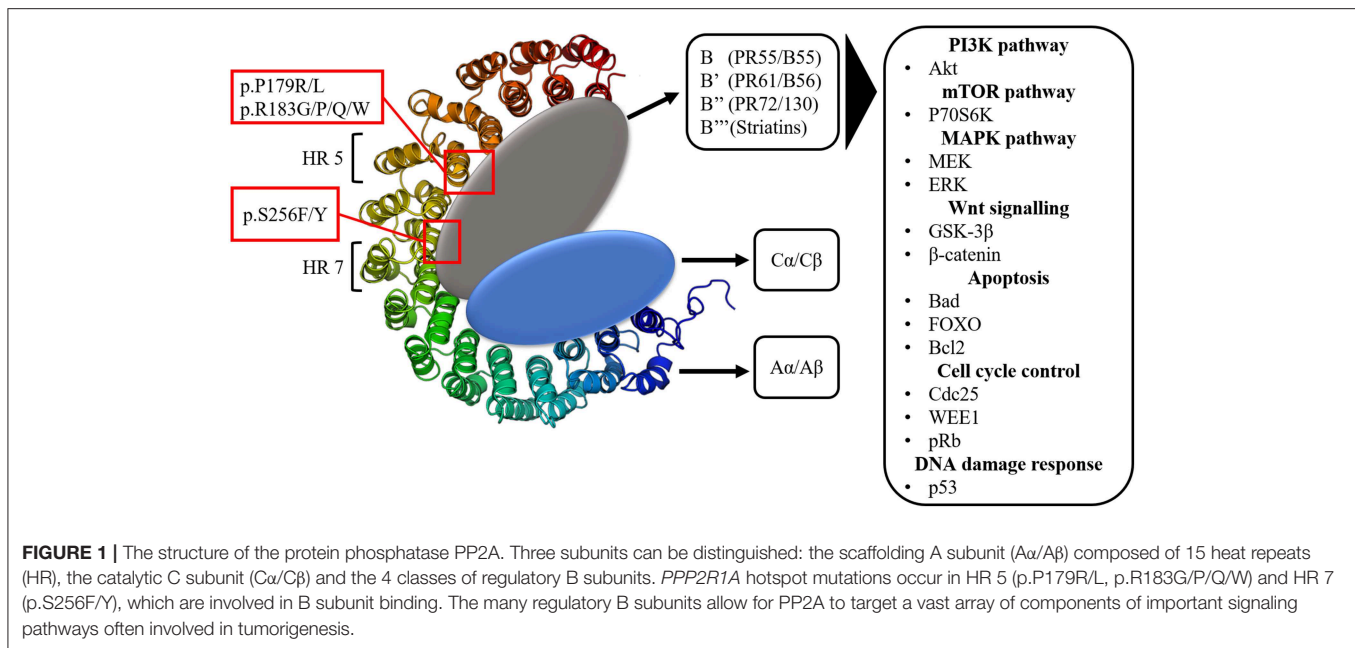 p.P179R/L
p.R183G/P/Q/W
HR 5
p.S256F/Y
HR 7
B (PR55/B55)
B’ (PR61/B56)
B” (PR72/130)
B”’(Striatins)
Cα/Cβ
Aα/Aβ
PI3K pathway
• Akt
mTOR pathway
• P70S6K
MAPK pathway
• MEK
• ERK
Wnt signalling
• GSK-3β
• β-catenin
Apoptosis
• Bad
• FOXO
• Bcl2
Cell cycle control
• Cdc25
• WEE1
• pRb
DNA damage response
• p53
FIGURE 1 | The structure of the protein phosphatase PP2A. Three subunits can be distinguished: the scaffolding A subunit (Aα/Aβ) composed of 15 heat repeats
(HR), the catalytic C subunit (Cα/Cβ) and the 4 classes of regulatory B subunits. PPP2R1A hotspot mutations occur in HR 5 (p.P179R/L, p.R183G/P/Q/W) and HR 7
(p.S256F/Y), which are involved in B subunit binding. The many regulatory B subunits allow for PP2A to target a vast array of components of important signaling
pathways often involved in tumorigenesis.